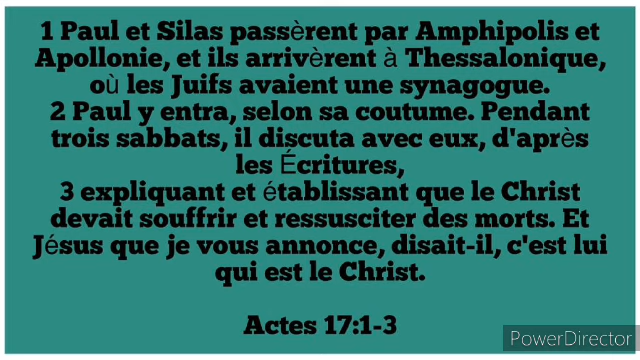 1 Paul et Silas passèrent par Amphipolis et
Apollonie, et ils arrivèrent à Thessalonique,
où les Juifs avaient une synagogue.
2 Paul y entra, selon sa coutume. Pendant
trois sabbats, il discuta avec eux, d'après
les Écritures,
3 expliquant et établissant que le Christ
devait souffrir et ressusciter des morts. Et
Jésus que je vous annonce, disait-il, c'est lui
qui est le Christ.
Actes 17:1-3
PowerDirector